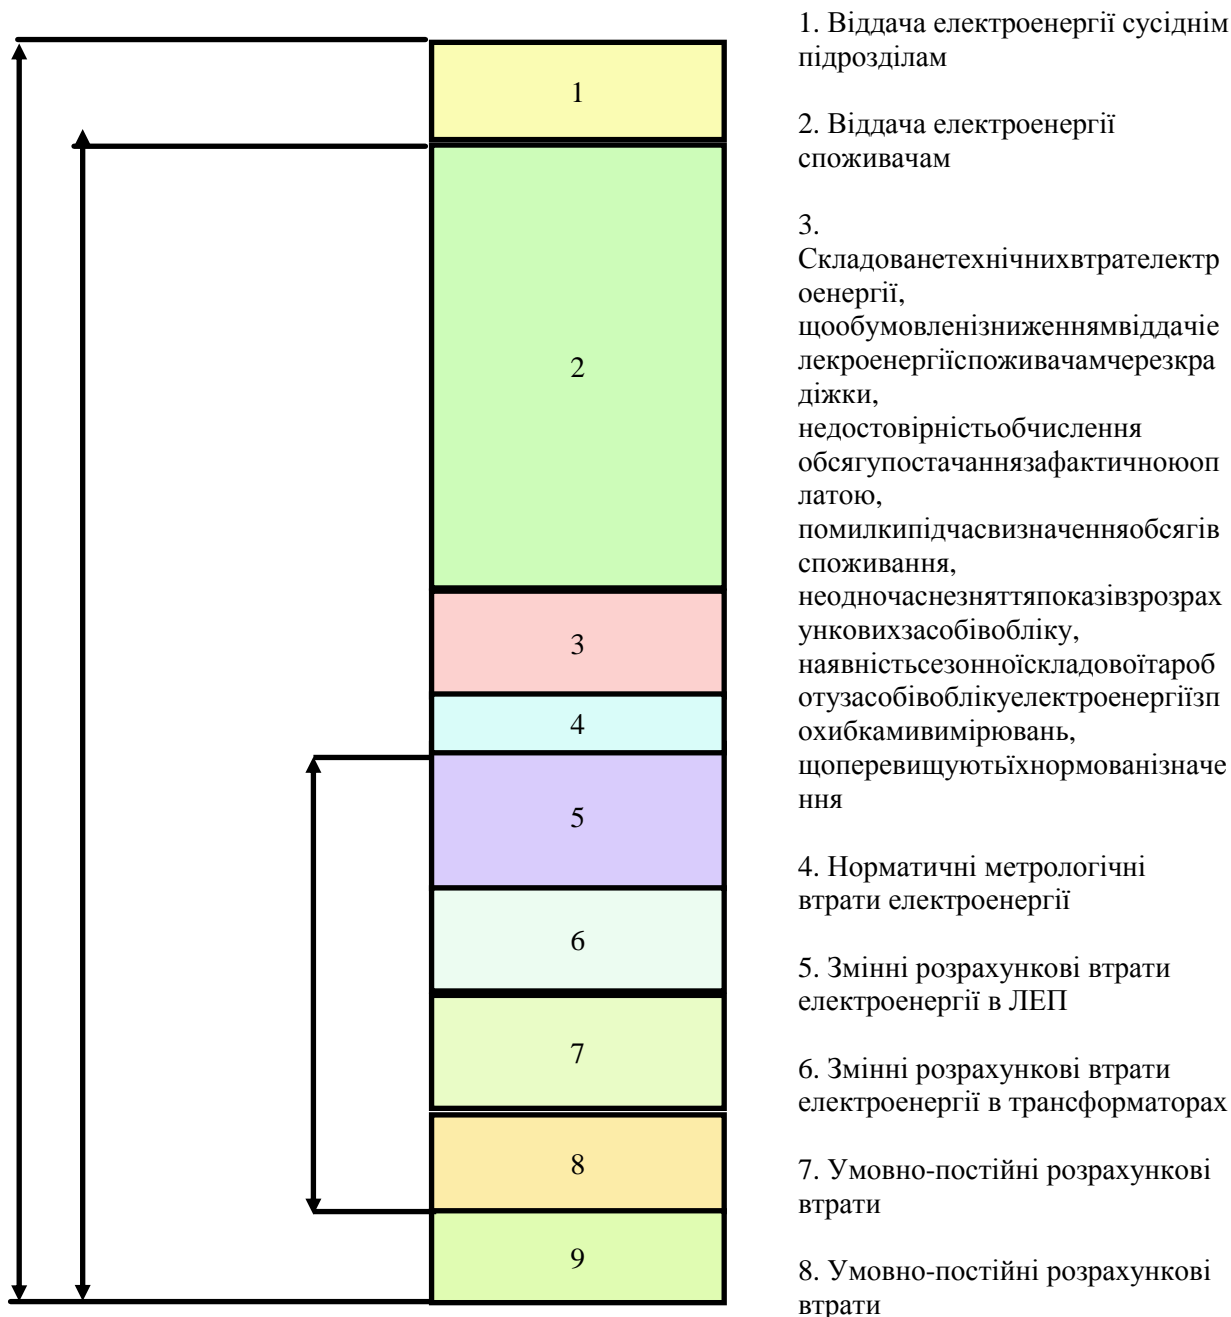 1
2
3
4
5
6
7
8
9
1. Віддача електроенергії сусіднім
підрозділам
2. Віддача електроенергії
споживачам
3.
Складованетехнічнихвтрателектр
оенергії,
щообумовленізниженнямвіддачіе
лекроенергіїспоживачамчерезкра
діжки,
недостовірністьобчислення
обсягупостачаннязафактичноюоп
латою,
помилкипідчасвизначенняобсягів
споживання,
неодночаснезняттяпоказівзрозрах
унковихзасобівобліку,
наявністьсезонноїскладовоїтароб
отузасобівоблікуелектроенергіїзп
охибкамивимірювань,
щоперевищуютьїхнормованізначе
ння
4. Норматичні метрологічні
втрати електроенергії
5. Змінні розрахункові втрати
електроенергії в ЛЕП
6. Змінні розрахункові втрати
електроенергії в трансформаторах
7. Умовно-постійні розрахункові
втрати
8. Умовно-постійні розрахункові
втрати